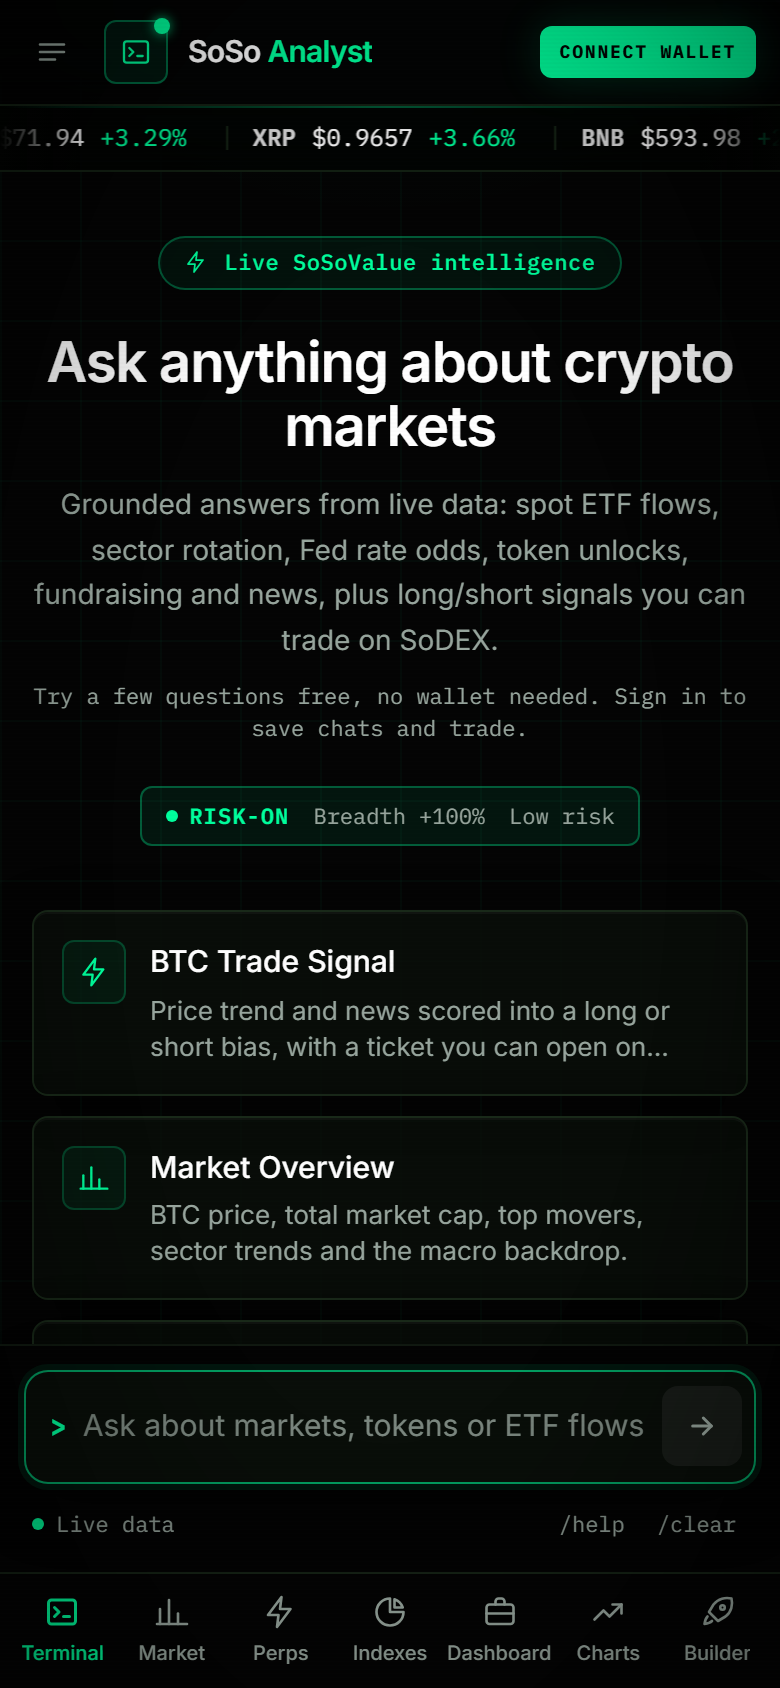 SoSo Analyst
CONNECT WALLET
$71.94 +3.29% XRP $0.9657 +3.66% BNB $593.98
Live SoSoValue intelligence
Ask anything about crypto
markets
Grounded answers from live data: spot ETF flows,
sector rotation, Fed rate odds, token unlocks,
fundraising and news, plus long/short signals you can
trade on SoDEX.
Try a few questions free, no wallet needed. Sign in to
save chats and trade.
RISK-ON Breadth +100% Low risk
BTC Trade Signal
Price trend and news scored into a long or
short bias, with a ticket you can open on...
Market Overview
BTC price, total market cap, top movers,
sector trends and the macro backdrop.
> Ask about markets, tokens or ETF flows
Live data /help /clear
Terminal Market Perps Indexes Dashboard Charts Builder